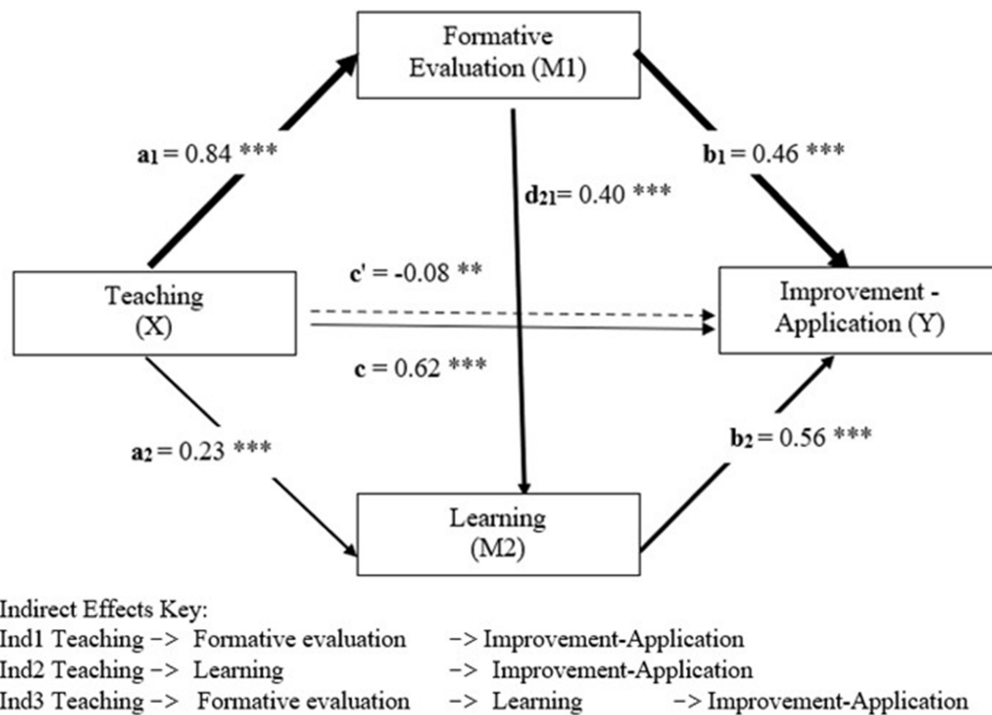 Formative
Evaluation (M1)
a1 = 0.84 ***
b1 = 0.46 ***
d21= 0.40 ***
c' = -0.08 **
Teaching
(X)
Improvement -
Application (Y)
c = 0.62 ***
a2 = 0.23 ***
b2 = 0.56 ***
Learning
(M2)
Indirect Effects Key:
Ind1 Teaching -> Formative evaluation -> Improvement-Application
Ind2 Teaching -> Learning -> Improvement-Application
Ind3 Teaching -> Formative evaluation -> Learning -> Improvement-Application